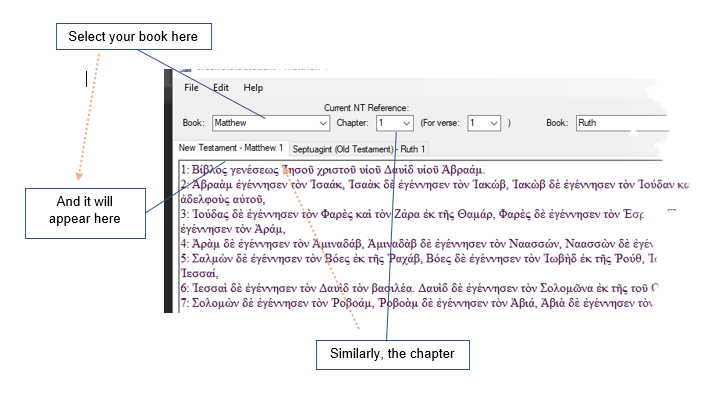 Select your book here
File Edit Help
Current NT Reference:
Book: Matthew Chapter: 1 (For verse: 1 ) Book: Ruth
New Testament - Matthew 1 Septuagint (Old Testament) - Ruth 1
1: Βίβλος γενέσεως Ἰησοῦ χριστοῦ υἱοῦ Δαυὶδ υἱοῦ Ἀβραάμ.
2: Ἀβραὰμ ἐγέννησεν τὸν Ἰσαάκ, Ἰσαὰκ δὲ ἐγέννησεν τὸν Ἰακώβ, Ἰακὼβ δὲ ἐγέννησεν τὸν Ἰούδαν κα
ἀδελφοὺς αὐτοῦ,
And it will
appear here
3: Ἰούδας δὲ ἐγέννησεν τὸν Φαρὲς καὶ τὸν Ζάρα ἐκ τῆς Θαμάρ, Φαρὲς δὲ ἐγέννησεν τὸν
ἐγέννησεν τὸν Ἀράμ,
4: Ἀρὰμ δὲ ἐγέννησεν τὸν Ἀμιναδάβ, Ἀμιναδὰβ δὲ ἐγέννησεν τὸν Ναασσών, Ναασσὼν δὲ ἐγέν
5: Σαλμὼν δὲ ἐγέννησεν τὸν Βόες ἐκ τῆς Ῥαχάβ, Βόες δὲ ἐγέννησεν τὸν Ἰωβὴδ ἐκ τῆς Ῥούθ,
Ἰεσσαί,
6: Ἰεσσαὶ δὲ ἐγέννησεν τὸν Δαυὶδ τὸν βασιλέα. Δαυὶδ δὲ ἐγέννησεν τὸν Σολομῶνα ἐκ τῆς τοῦ
7: Σολομὼν δὲ ἐγέννησεν τὸν Ῥοβοάμ, Ῥοβοὰμ δὲ ἐγέννησεν τὸν Ἀβιά, Ἀβιὰ δὲ ἐγέννησεν τὸν
Similarly, the chapter